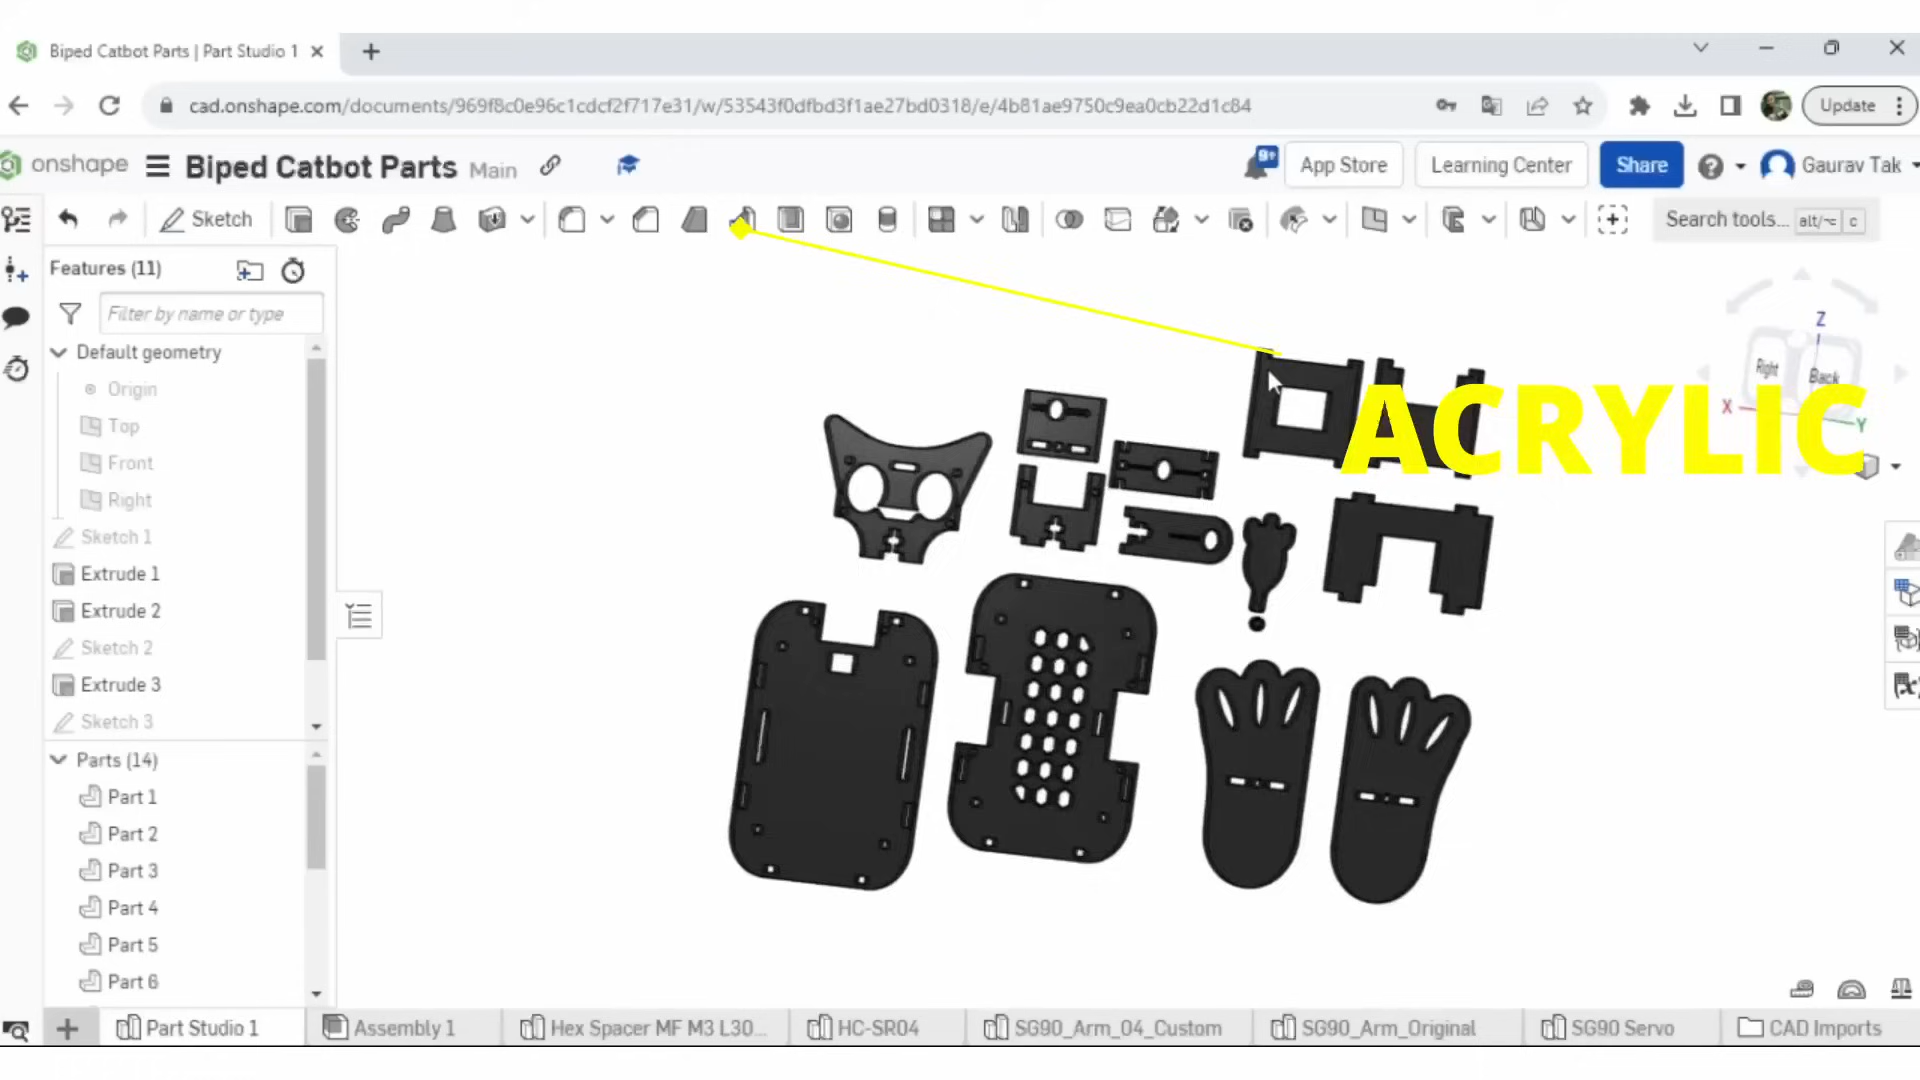 Biped Catbot Parts | Part Studio 1
cad.onshape.com/documents/969f8c0e96c1cdcf2f717e31/w/53543f0dfbd3f1ae27bd0318/e/4b81ae9750c9ea0cb22d1c84
Update
onshape
Biped Catbot Parts Main
9+
App Store
Learning Center
Share
Gaurav Tak
Sketch
Search tools... alt/⌥ c
Features (11)
Filter by name or type
Default geometry
Origin
Top
Front
Right
Sketch 1
Extrude 1
Extrude 2
Sketch 2
Extrude 3
Sketch 3
Parts (14)
Part 1
Part 2
Part 3
Part 4
Part 5
Part 6
Z
Right
Back
X
Y
ACRYLIC
Part Studio 1
Assembly 1
Hex Spacer MF M3 L30...
HC-SR04
SG90_Arm_04_Custom
SG90_Arm_Original
SG90 Servo
CAD Imports